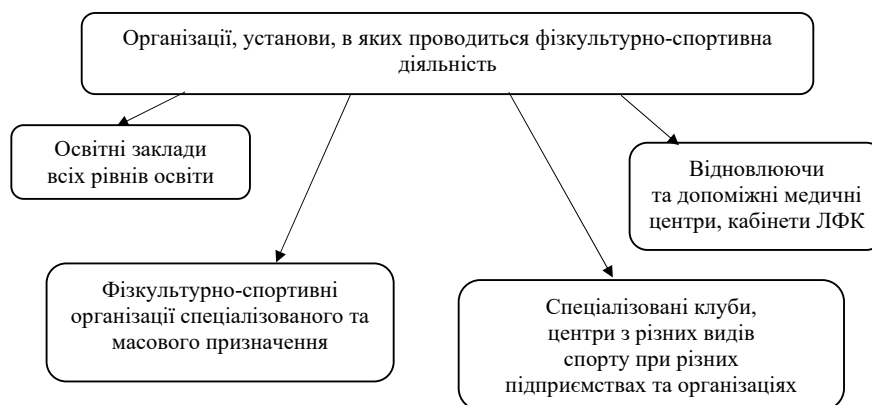 Організації, установи, в яких проводиться фізкультурно-спортивна
діяльність
Освітні заклади
всіх рівнів освіти
Відновлюючи
та допоміжні медичні
центри, кабінети ЛФК
Фізкультурно-спортивні
організації спеціалізованого та
масового призначення
Спеціалізовані клуби,
центри з різних видів
спорту при різних
підприємствах та організаціях